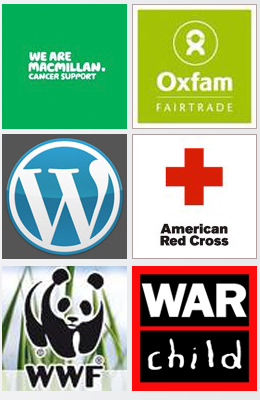 WE ARE
MACMILLAN.
CANCER SUPPORT
Oxfam
FAIRTRADE
W
American
Red Cross
WWF
®
WAR
child